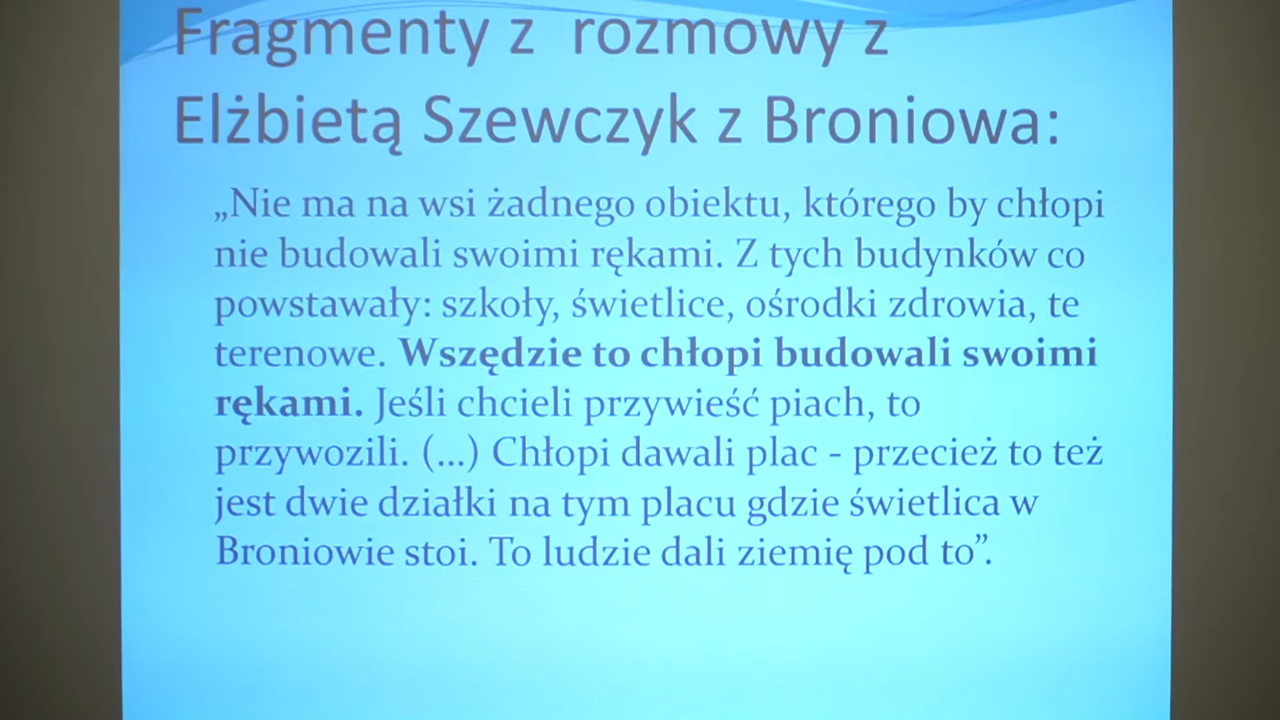 Fragmenty z rozmowy z
Elżbietą Szewczyk z Broniowa:
„Nie ma na wsi żadnego obiektu, którego by chłopi
nie budowali swoimi rękami. Z tych budynków co
powstawały: szkoły, świetlice, ośrodki zdrowia, te
terenowe. Wszędzie to chłopi budowali swoimi
rękami. Jeśli chcieli przywieść piach, to
przywozili. (...) Chłopi dawali plac - przecież to też
jest dwie działki na tym placu gdzie świetlica w
Broniowie stoi. To ludzie dali ziemię pod to”.